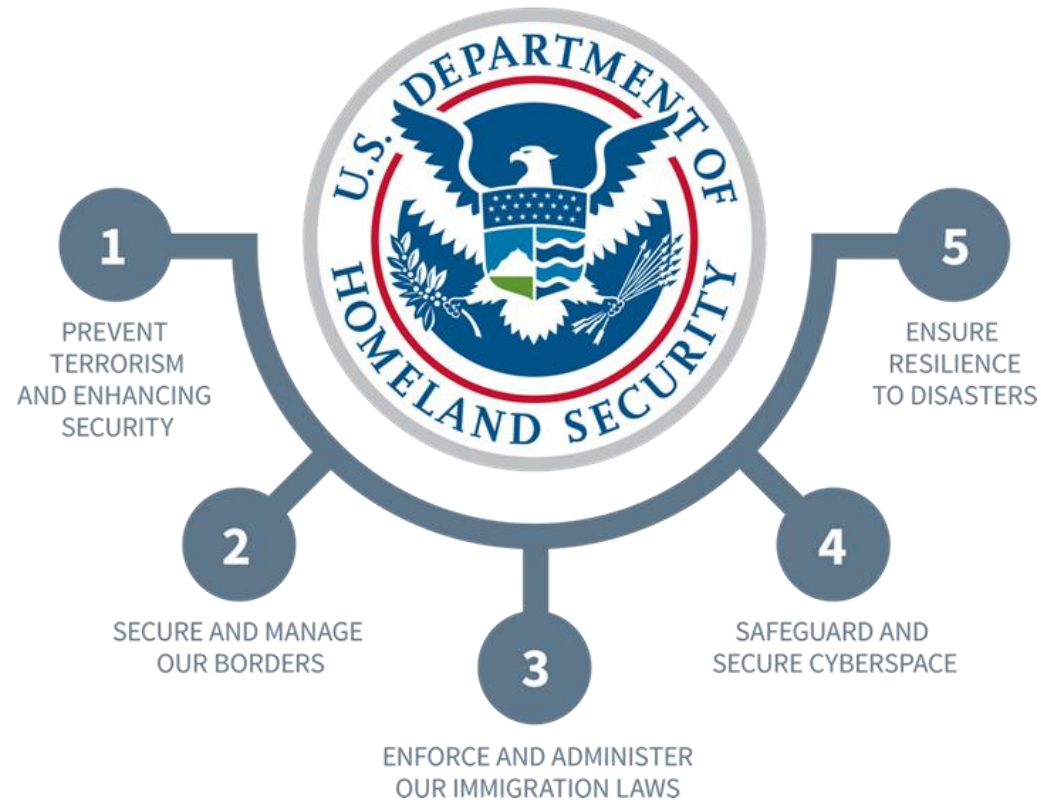 U.S. DEPARTMENT OF
HOMELAND SECURITY
1
PREVENT
TERRORISM
AND ENHANCING
SECURITY
2
SECURE AND MANAGE
OUR BORDERS
3
ENFORCE AND ADMINISTER
OUR IMMIGRATION LAWS
4
SAFEGUARD AND
SECURE CYBERSPACE
5
ENSURE
RESILIENCE
TO DISASTERS